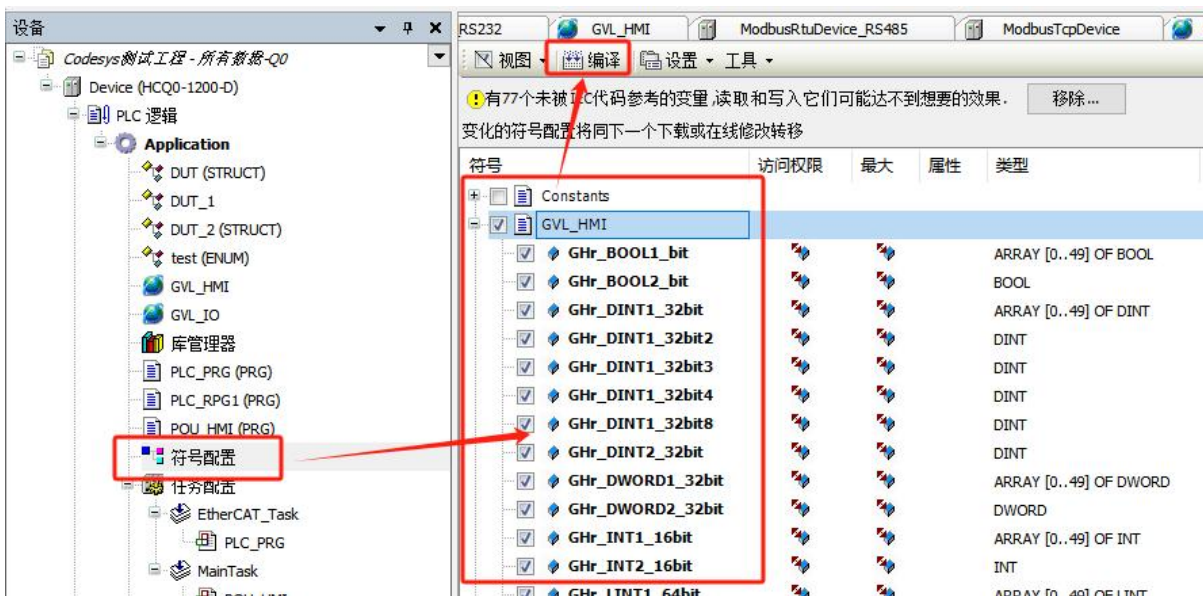 设备
Codesys测试工程 - 所有数据-Q0
Device (HCQ0-1200-D)
PLC 逻辑
Application
DUT (STRUCT)
DUT_1
DUT_2 (STRUCT)
test (ENUM)
GVL_HMI
GVL_IO
库管理器
PLC_PRG (PRG)
PLC_RPG1 (PRG)
POU_HMI (PRG)
符号配置
任务配置
EtherCAT_Task
PLC_PRG
MainTask
RS232 GVL_HMI ModbusRtuDevice_RS485 ModbusTcpDevice
视图 编译 设置 工具
有77个未被IEC代码参考的变量,读取和写入它们可能达不到想要的效果. 移除...
变化的符号配置将同下一个下载或在线修改转移
符号 访问权限 最大 属性 类型
Constants
GVL_HMI
GHr_BOOL1_bit ARRAY [0..49] OF BOOL
GHr_BOOL2_bit BOOL
GHr_DINT1_32bit ARRAY [0..49] OF DINT
GHr_DINT1_32bit2 DINT
GHr_DINT1_32bit3 DINT
GHr_DINT1_32bit4 DINT
GHr_DINT1_32bit8 DINT
GHr_DINT2_32bit DINT
GHr_DWORD1_32bit ARRAY [0..49] OF DWORD
GHr_DWORD2_32bit DWORD
GHr_INT1_16bit ARRAY [0..49] OF INT
GHr_INT2_16bit INT
GHr_LINT1_64bit ARRAY [0..49] OF LINT